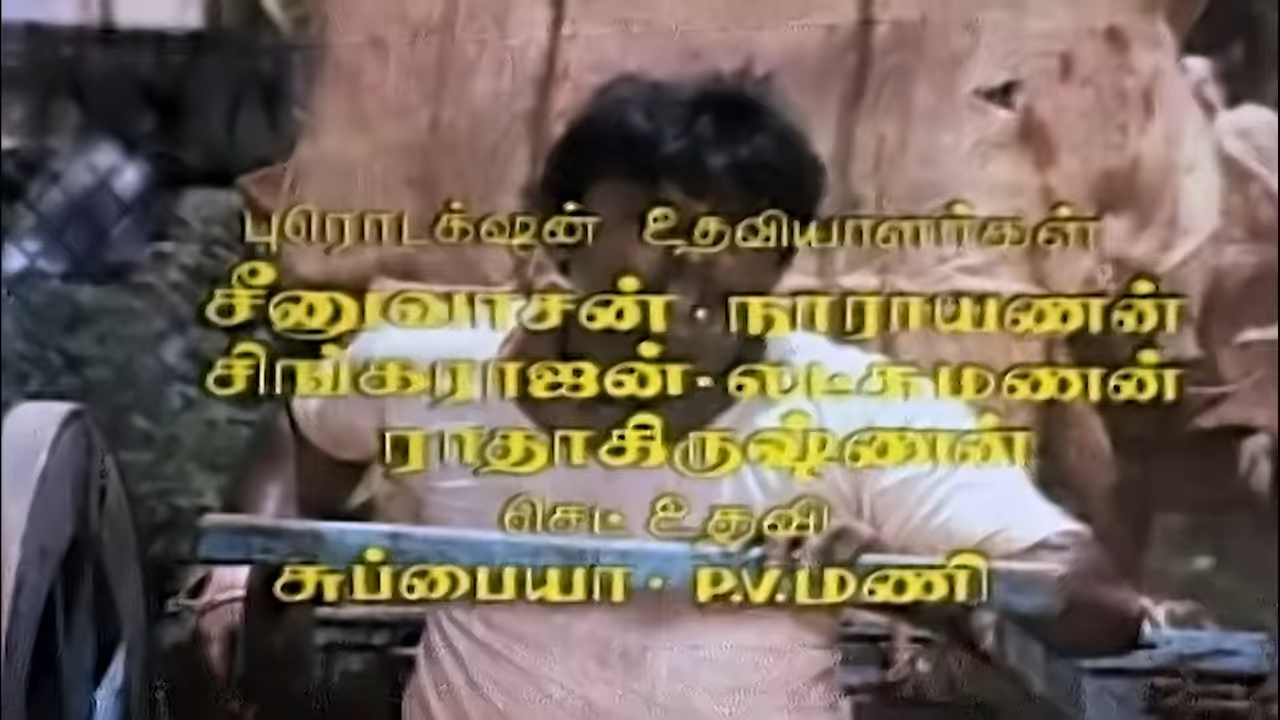 புரொடக்ஷன் உதவியாளர்கள்
சீனுவாசன் · நாராயணன்
சிங்கராஜன் · லட்சுமணன்
ராதாகிருஷ்ணன்
செட் உதவி
சுப்பையா · P.V.மணி